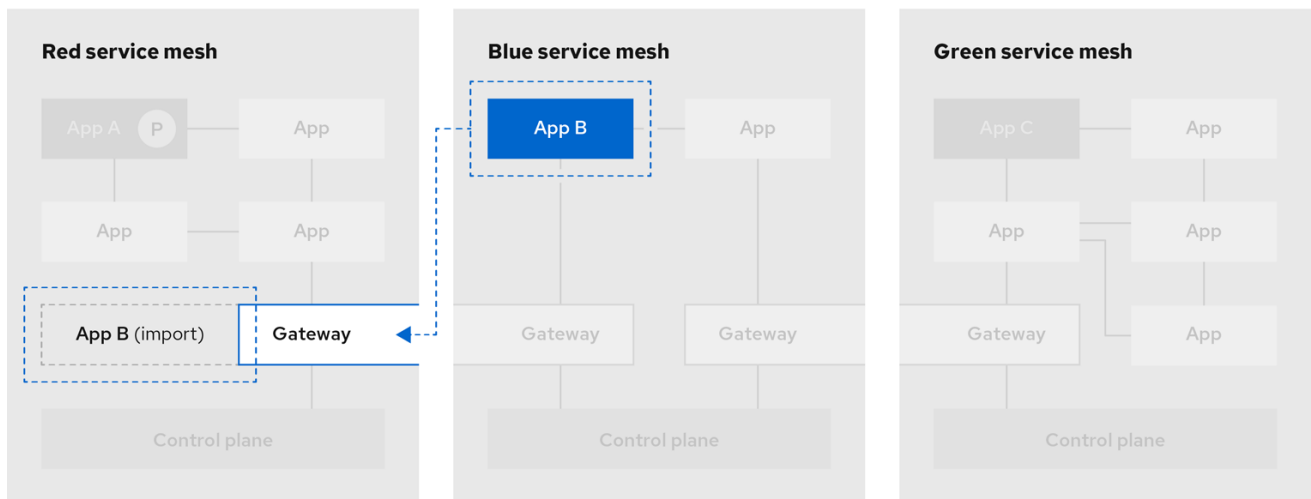 Red service mesh
App A
P
App
App
App
App B (import)
Gateway
Control plane
Blue service mesh
App B
App
Gateway
Gateway
Control plane
Green service mesh
App C
App
App
App
Gateway
App
Control plane